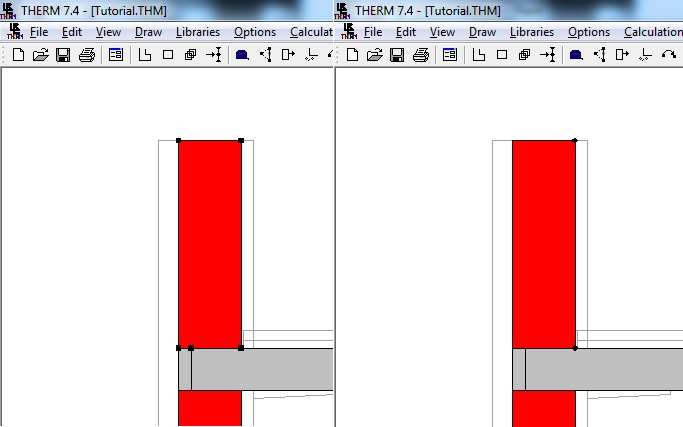 THERM 7.4 - [Tutorial.THM]
File Edit View Draw Libraries Options Calculat
THERM 7.4 - [Tutorial.THM]
File Edit View Draw Libraries Options Calculation